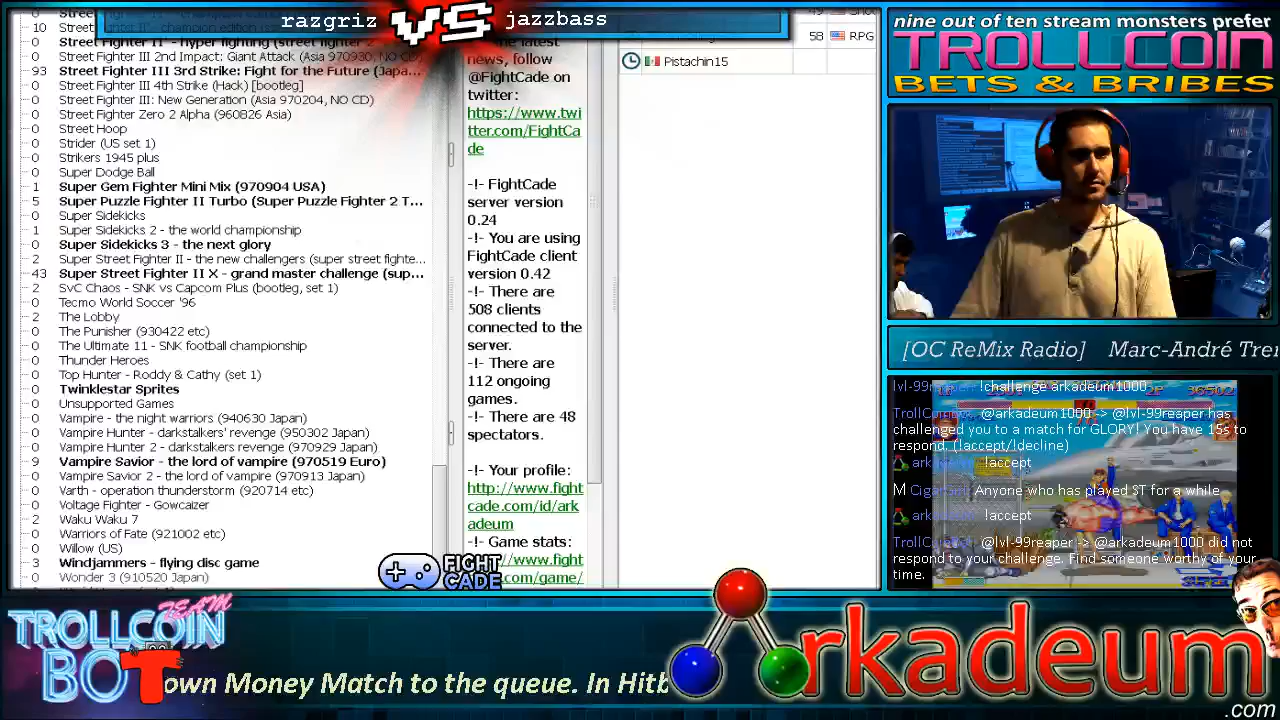 razgriz
VS
jazzbass
10
0 Street Fighter II' - hyper fighting (street fighter 2
0 Street Fighter III 2nd Impact: Giant Attack (Asia 970930, NO CD)
93 Street Fighter III 3rd Strike: Fight for the Future (Japa...
0 Street Fighter III 4th Strike (Hack) [bootleg]
0 Street Fighter III: New Generation (Asia 970204, NO CD)
0 Street Fighter Zero 2 Alpha (960826 Asia)
0 Street Hoop
0 Strider (US set 1)
0 Strikers 1945 plus
0 Super Dodge Ball
1 Super Gem Fighter Mini Mix (970904 USA)
5 Super Puzzle Fighter II Turbo (Super Puzzle Fighter 2 T...
0 Super Sidekicks
1 Super Sidekicks 2 - the world championship
0 Super Sidekicks 3 - the next glory
2 Super Street Fighter II - the new challengers (super street fighte...
43 Super Street Fighter II X - grand master challenge (sup...
2 SvC Chaos - SNK vs Capcom Plus (bootleg, set 1)
0 Tecmo World Soccer '96
2 The Lobby
0 The Punisher (930422 etc)
0 The Ultimate 11 - SNK football championship
0 Thunder Heroes
0 Top Hunter - Roddy & Cathy (set 1)
0 Twinklestar Sprites
0 Unsupported Games
0 Vampire - the night warriors (940630 Japan)
0 Vampire Hunter - darkstalkers' revenge (950302 Japan)
0 Vampire Hunter 2 - darkstalkers revenge (970929 Japan)
9 Vampire Savior - the lord of vampire (970519 Euro)
0 Vampire Savior 2 - the lord of vampire (970913 Japan)
0 Varth - operation thunderstorm (920714 etc)
0 Voltage Fighter - Gowcaizer
2 Waku Waku 7
0 Warriors of Fate (921002 etc)
0 Willow (US)
3 Windjammers - flying disc game
0 Wonder 3 (910520 Japan)
news, follow
@FightCade on
twitter:
https://www.twi
tter.com/FightCa
de
-!- FightCade
server version
0.24
-!- You are using
FightCade client
version 0.42
-!- There are
508 clients
connected to the
server.
-!- There are
112 ongoing
games.
-!- There are 48
spectators.
-!- Your profile:
http://www.fight
cade.com/id/ark
adeum
-!- Game stats:
://www.fight
.com/game/
58 RPG
Pistachin15
FIGHT
CADE
nine out of ten stream monsters prefer
TROLLCOIN
BETS & BRIBES
[OC ReMix Radio] Marc-André Tre
!challenge arkadeum1000
@arkadeum1000 -> @lvl-99reaper has
challenged you to a match for GLORY! You have 15s to
respond. (!accept/!decline)
!accept
Anyone who has played ST for a while
!accept
@lvl-99reaper -> @arkadeum1000 did not
respond to your challenge. Find someone worthy of your
time.
TEAM
TROLLCOIN
BOT
own Money Match to the queue. In Hitb
Arkadeum
.com